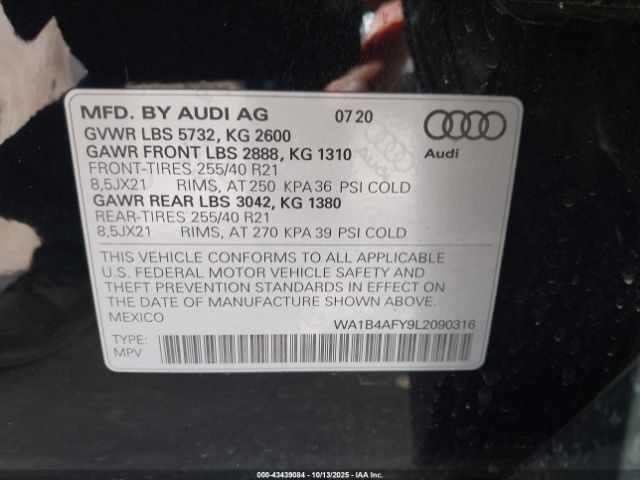 MFD. BY AUDI AG 07 20
GVWR LBS 5732, KG 2600
GAWR FRONT LBS 2888, KG 1310
FRONT-TIRES 255/40 R21
8,5JX21 RIMS, AT 250 KPA 36 PSI COLD
GAWR REAR LBS 3042, KG 1380
REAR-TIRES 255/40 R21
8,5JX21 RIMS, AT 270 KPA 39 PSI COLD
Audi
THIS VEHICLE CONFORMS TO ALL APPLICABLE
U.S. FEDERAL MOTOR VEHICLE SAFETY AND
THEFT PREVENTION STANDARDS IN EFFECT ON
THE DATE OF MANUFACTURE SHOWN ABOVE.
MEXICO
WA1B4AFY9L2090316
TYPE:
MPV
000-43439084 - 10/13/2025 - IAA Branch